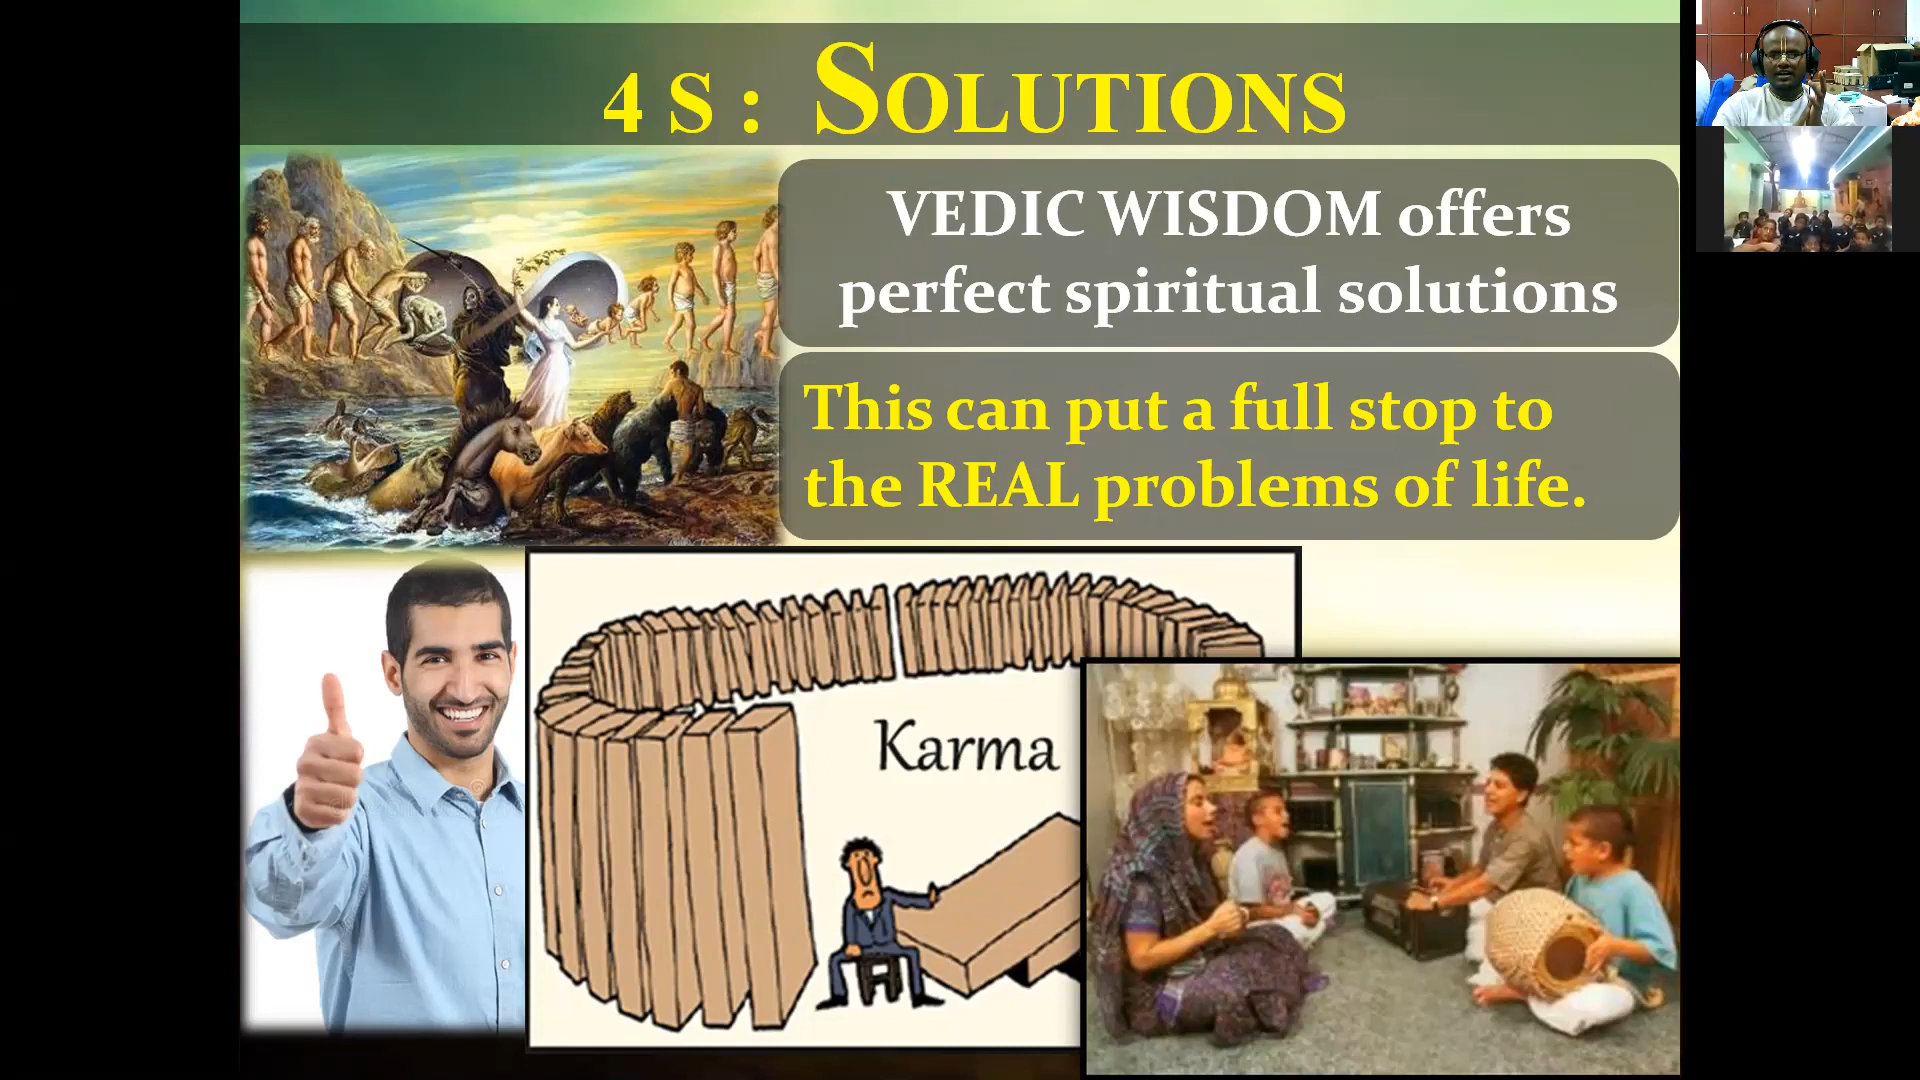 4 S : SOLUTIONS
VEDIC WISDOM offers
perfect spiritual solutions
This can put a full stop to
the REAL problems of life.
Karma